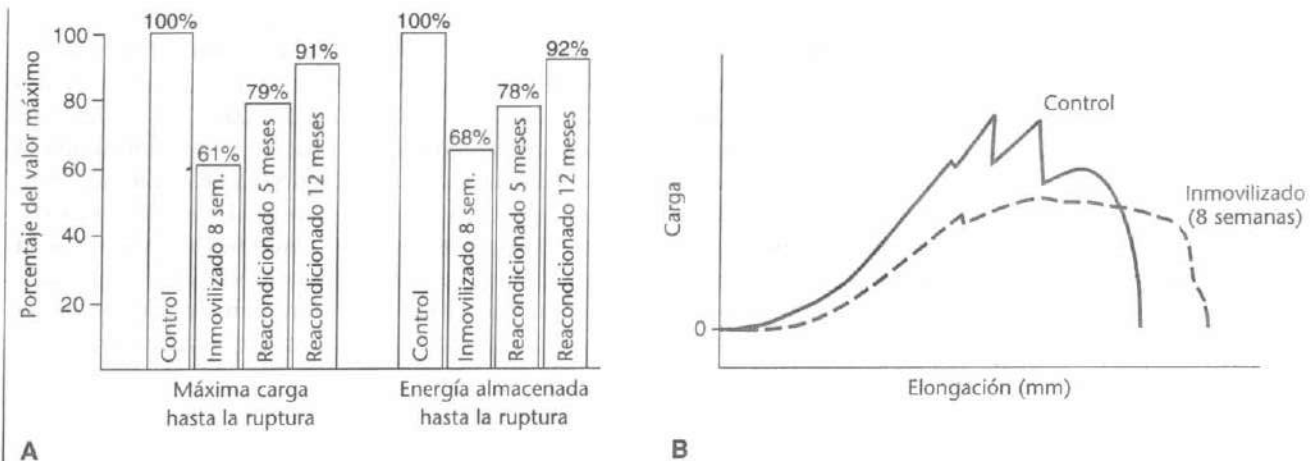 Porcentaje del valor máximo
100
80
60
40
20
100%
61%
79%
91%
100%
68%
78%
92%
Control
Inmovilizado 8 sem.
Reacondicionado 5 meses
Reacondicionado 12 meses
Control
Inmovilizado 8 sem.
Reacondicionado 5 meses
Reacondicionado 12 meses
Máxima carga
hasta la ruptura
Energía almacenada
hasta la ruptura
A
Carga
0
Control
Inmovilizado
(8 semanas)
Elongación (mm)
B